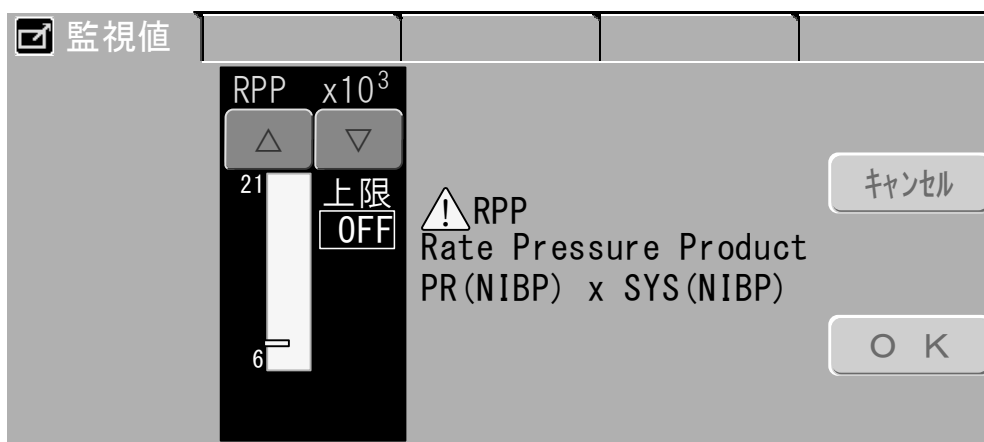 監視値
RPP x10³
△ ▽
21
上限
OFF
6
RPP
Rate Pressure Product
PR(NIBP) x SYS(NIBP)
キャンセル
ＯＫ